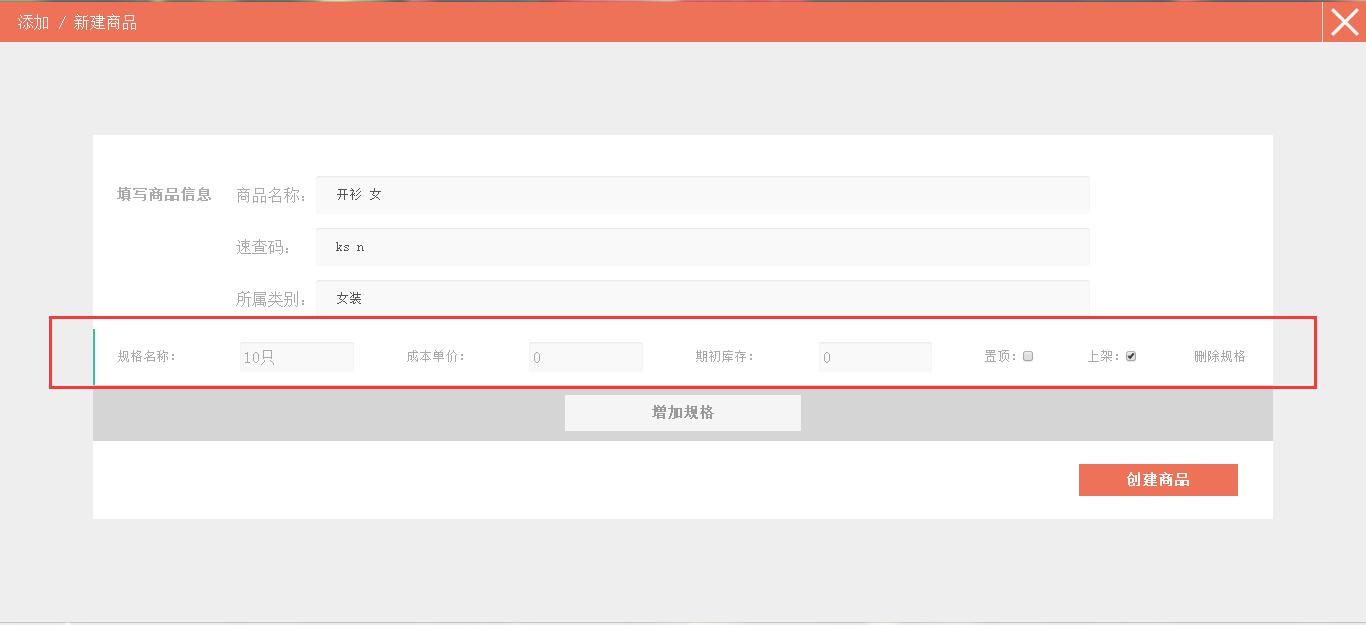 添加 / 新建商品
填写商品信息 商品名称: 开衫 女
速查码: ks n
所属类别: 女装
规格名称: 10只 成本单价: 0 期初库存: 0 置顶: 上架: 删除规格
增加规格
创建商品